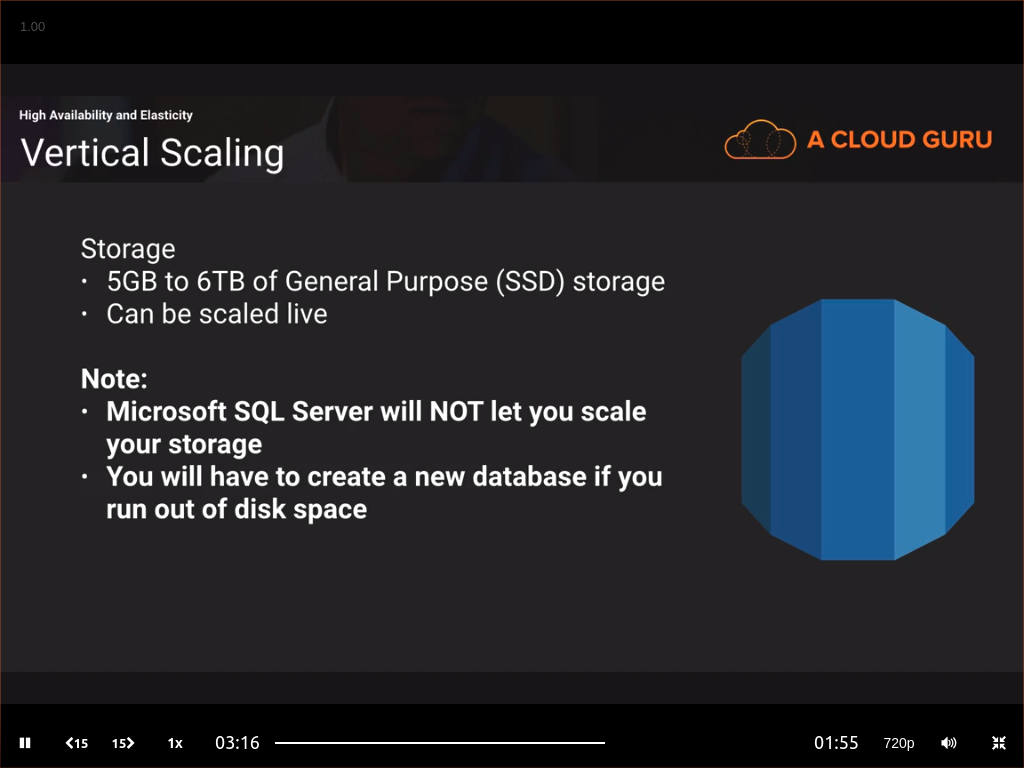 1.00
High Availability and Elasticity
Vertical Scaling
A CLOUD GURU
Storage
• 5GB to 6TB of General Purpose (SSD) storage
• Can be scaled live
Note:
• Microsoft SQL Server will NOT let you scale
your storage
• You will have to create a new database if you
run out of disk space
15 15 1x 03:16 01:55 720p